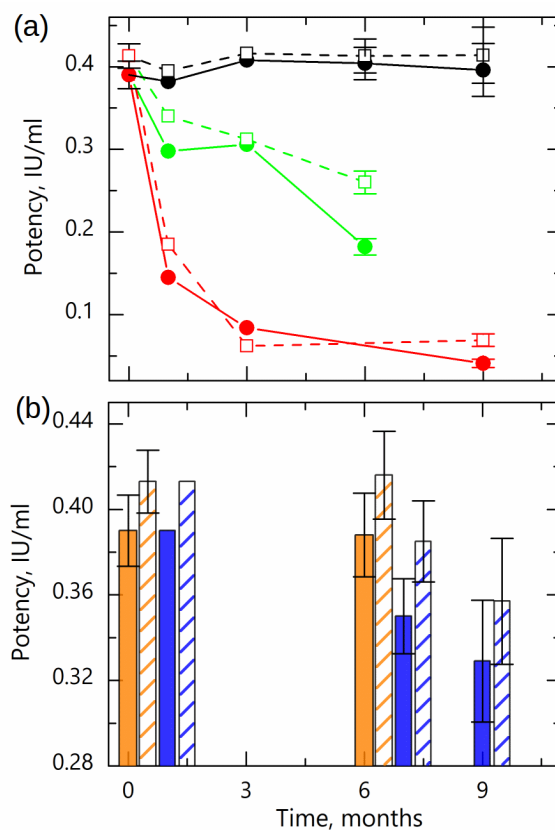 (a)
0.4
0.3
0.2
0.1
Potency, IU/ml
(b)
0.44
0.40
0.36
0.32
0.28
Potency, IU/ml
0 3 6 9
Time, months